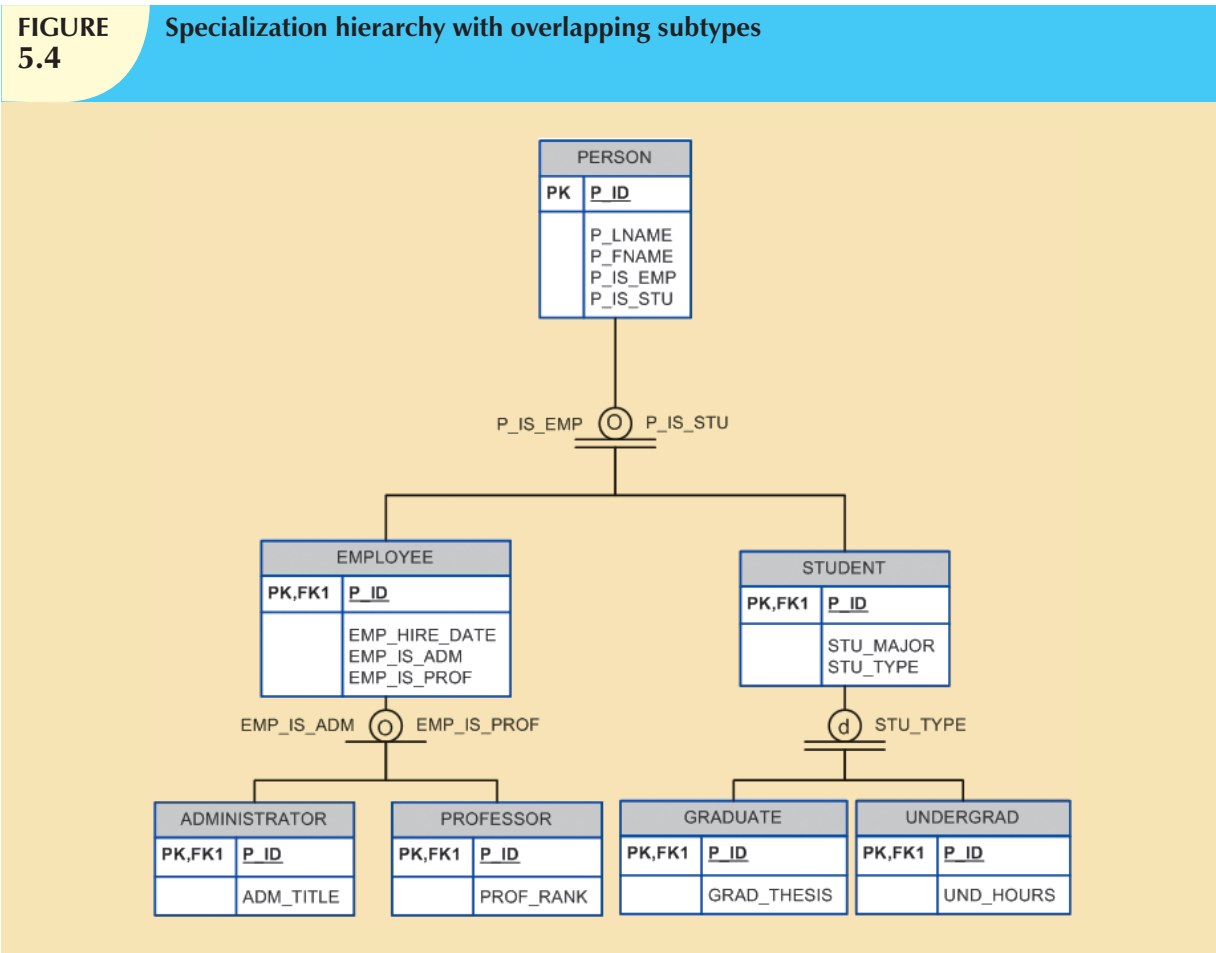 FIGURE
5.4
Specialization hierarchy with overlapping subtypes
PERSON
PK P_ID
P_LNAME
P_FNAME
P_IS_EMP
P_IS_STU
P_IS_EMP O P_IS_STU
EMPLOYEE
PK,FK1 P_ID
EMP_HIRE_DATE
EMP_IS_ADM
EMP_IS_PROF
STUDENT
PK,FK1 P_ID
STU_MAJOR
STU_TYPE
EMP_IS_ADM O EMP_IS_PROF
d STU_TYPE
ADMINISTRATOR
PK,FK1 P_ID
ADM_TITLE
PROFESSOR
PK,FK1 P_ID
PROF_RANK
GRADUATE
PK,FK1 P_ID
GRAD_THESIS
UNDERGRAD
PK,FK1 P_ID
UND_HOURS